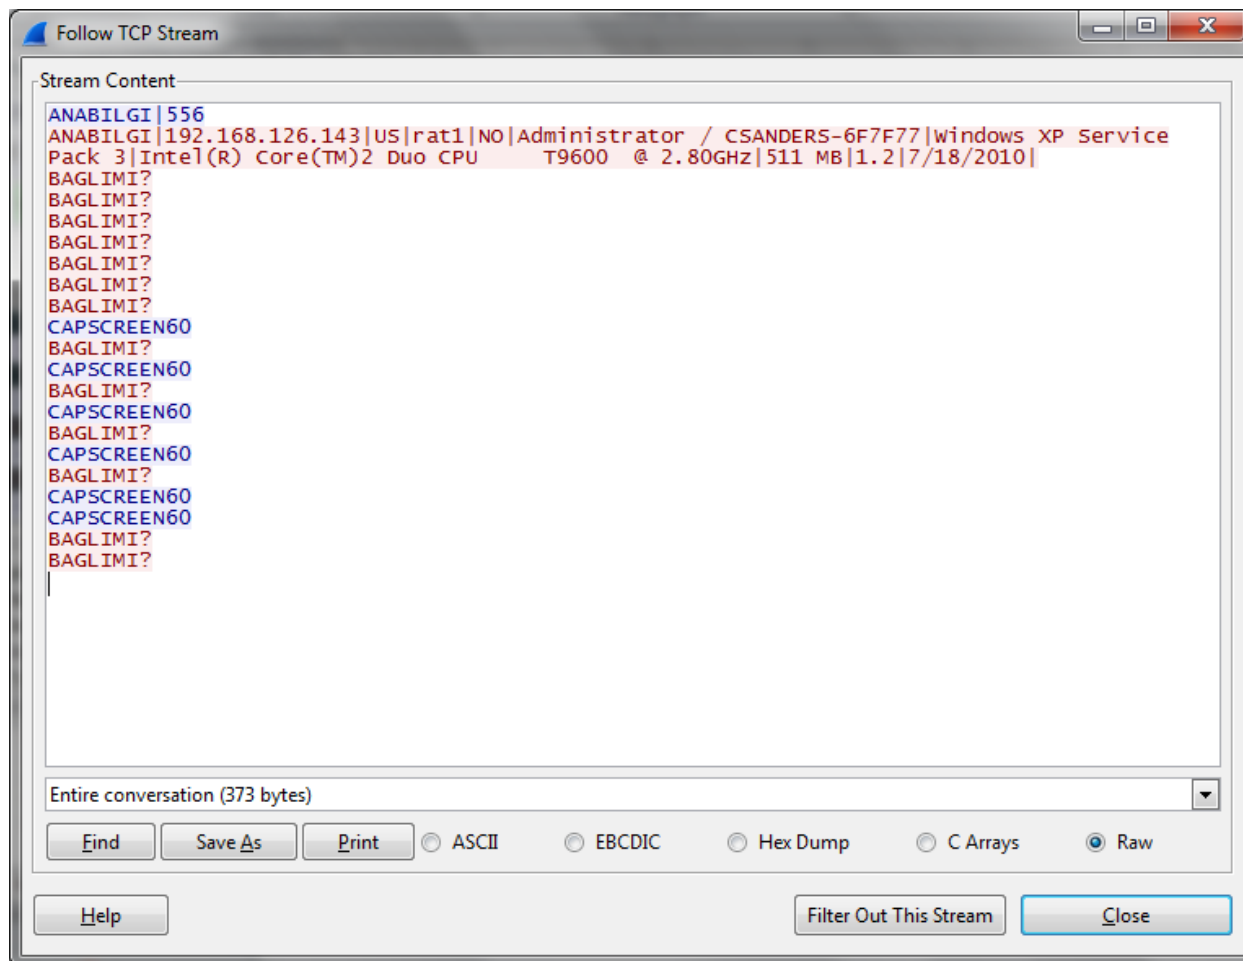 Follow TCP Stream
Stream Content
ANABILGI|556
ANABILGI|192.168.126.143|US|rat1|NO|Administrator / CSANDERS-6F7F77|Windows XP Service
Pack 3|Intel(R) Core(TM)2 Duo CPU     T9600  @ 2.80GHz|511 MB|1.2|7/18/2010|
BAGLIMI?
BAGLIMI?
BAGLIMI?
BAGLIMI?
BAGLIMI?
BAGLIMI?
BAGLIMI?
CAPSCREEN60
BAGLIMI?
CAPSCREEN60
BAGLIMI?
CAPSCREEN60
BAGLIMI?
CAPSCREEN60
BAGLIMI?
CAPSCREEN60
CAPSCREEN60
BAGLIMI?
BAGLIMI?
Entire conversation (373 bytes)
Find Save As Print ASCII EBCDIC Hex Dump C Arrays Raw
Help Filter Out This Stream Close